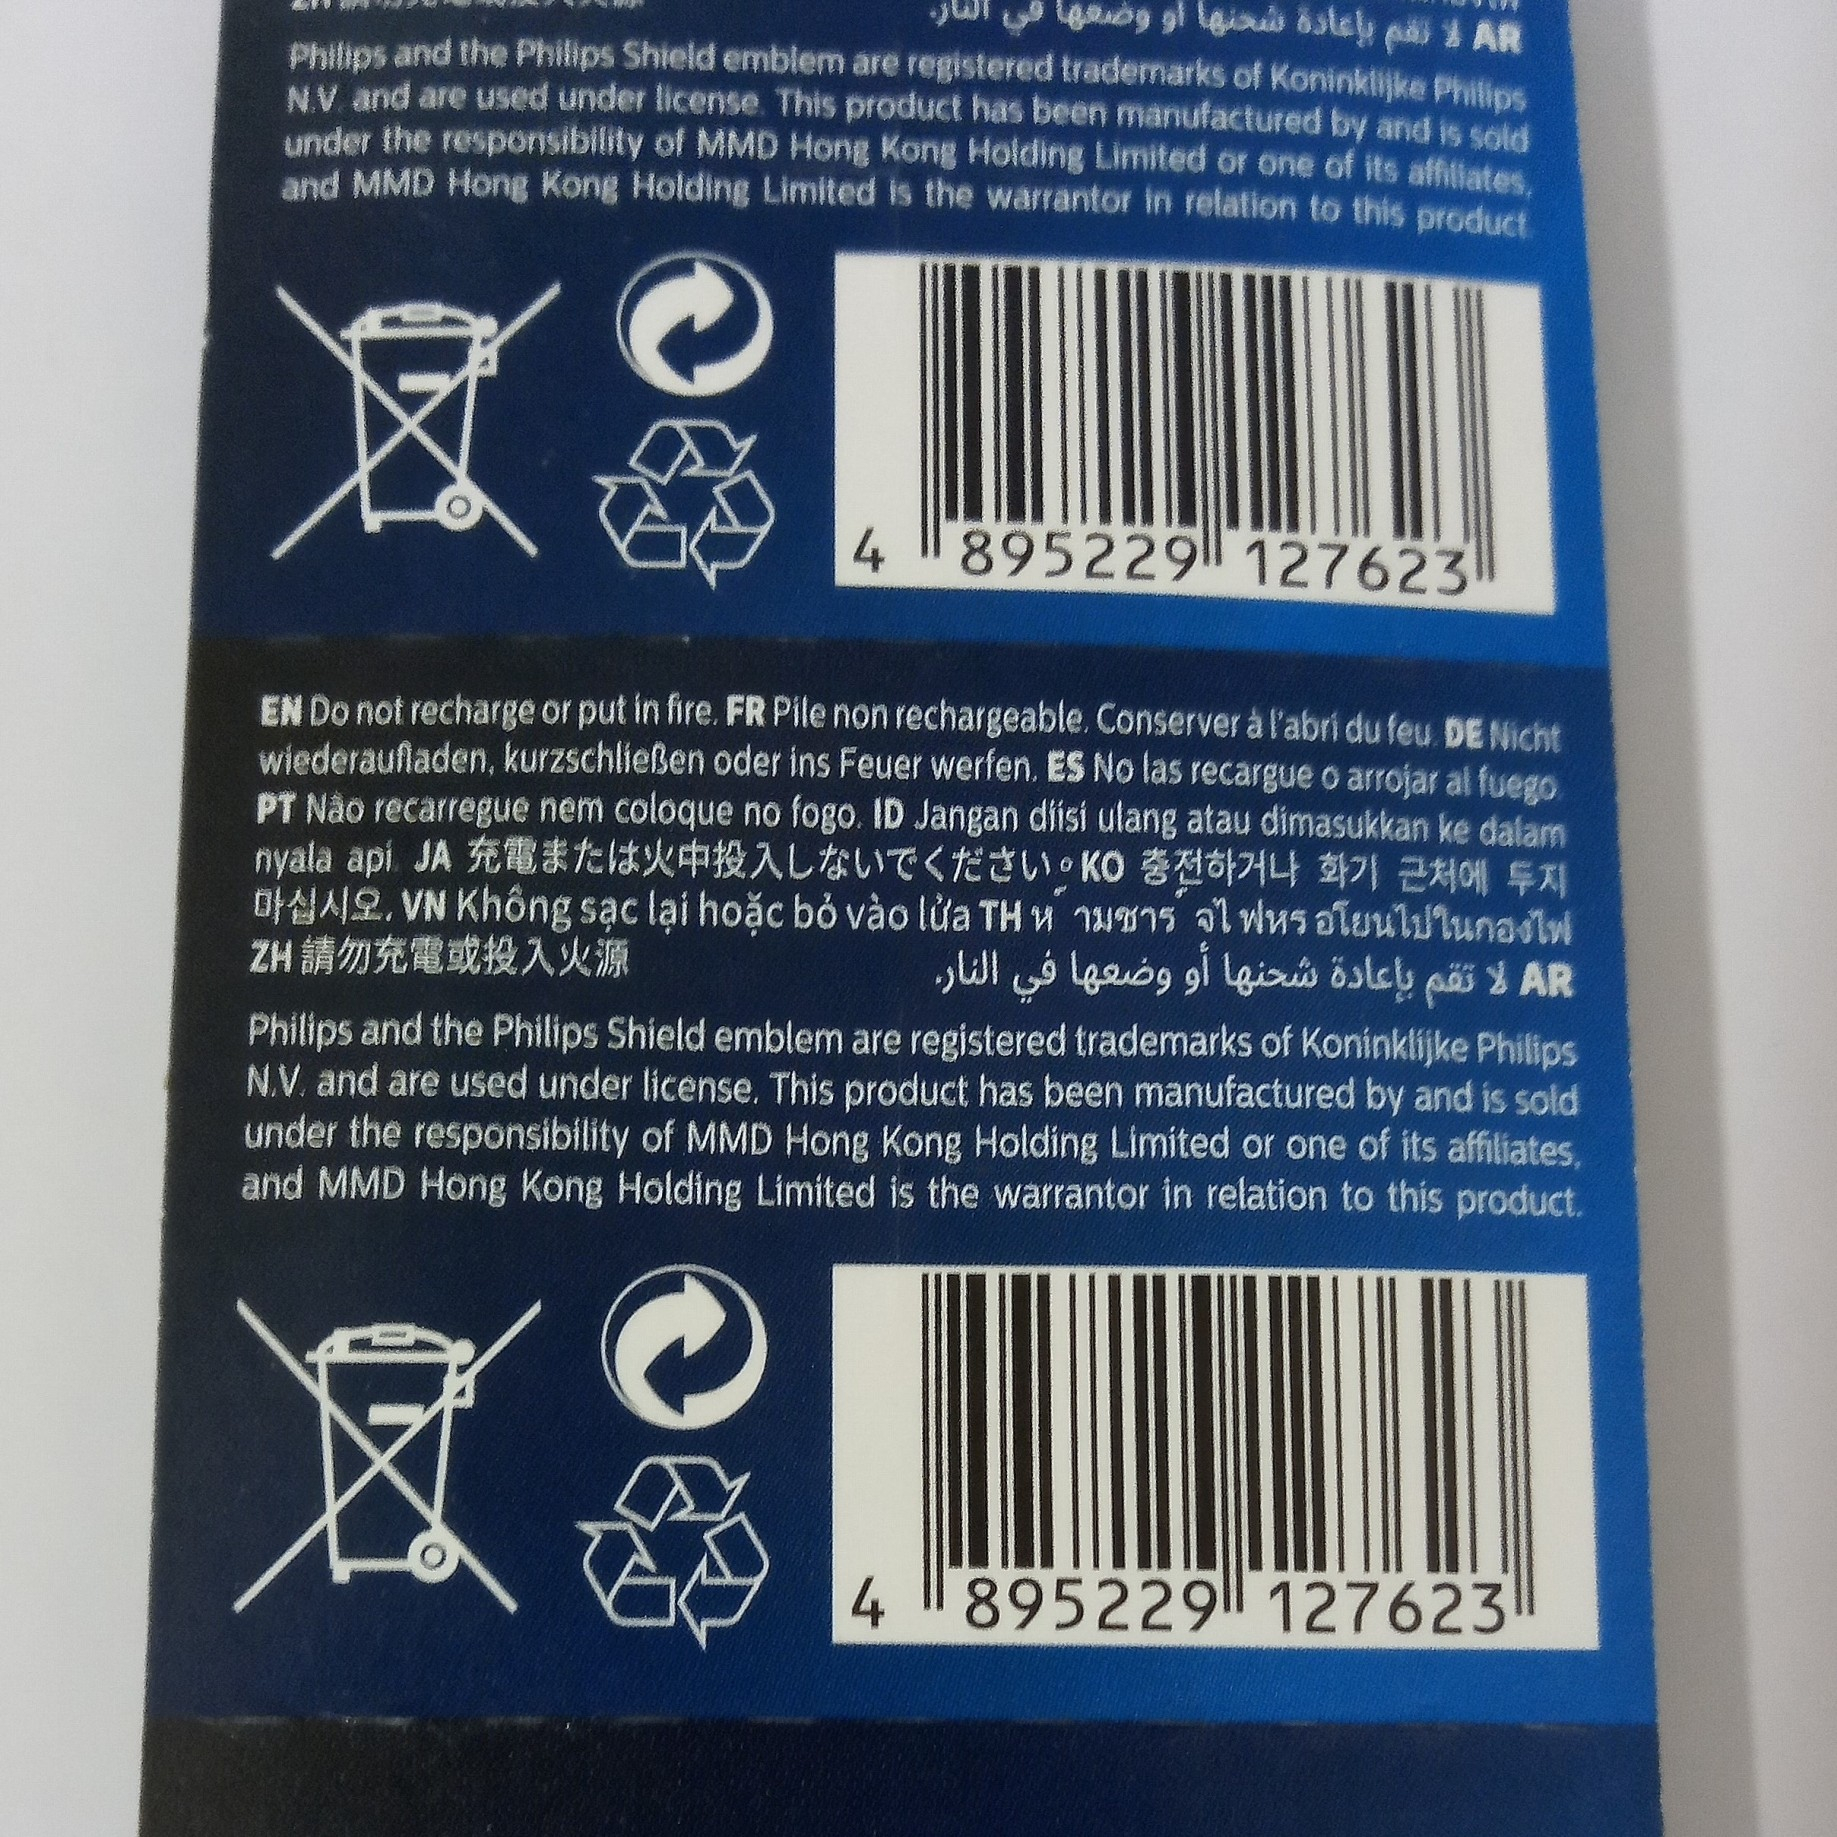 لا تقم بإعادة شحنها أو وضعها في النار. AR
Philips and the Philips Shield emblem are registered trademarks of Koninklijke Philips
N.V. and are used under license. This product has been manufactured by and is sold
under the responsibility of MMD Hong Kong Holding Limited or one of its affiliates,
and MMD Hong Kong Holding Limited is the warrantor in relation to this product.
4 895229 127623
EN Do not recharge or put in fire. FR Pile non rechargeable. Conserver à l'abri du feu. DE Nicht
wiederaufladen, kurzschließen oder ins Feuer werfen. ES No las recargue o arrojar al fuego.
PT Não recarregue nem coloque no fogo. ID Jangan diisi ulang atau dimasukkan ke dalam
nyala api. JA 充電または火中投入しないでください。KO 충전하거나 화기 근처에 두지
마십시오. VN Không sạc lại hoặc bỏ vào lửa TH
ZH 請勿充電或投入火源 لا تقم بإعادة شحنها أو وضعها في النار. AR
Philips and the Philips Shield emblem are registered trademarks of Koninklijke Philips
N.V. and are used under license. This product has been manufactured by and is sold
under the responsibility of MMD Hong Kong Holding Limited or one of its affiliates,
and MMD Hong Kong Holding Limited is the warrantor in relation to this product.
4 895229 127623